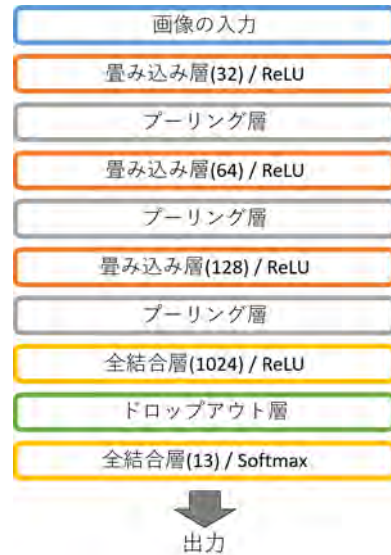 画像の入力
畳み込み層(32) / ReLU
プーリング層
畳み込み層(64) / ReLU
プーリング層
畳み込み層(128) / ReLU
プーリング層
全結合層(1024) / ReLU
ドロップアウト層
全結合層(13) / Softmax
出力